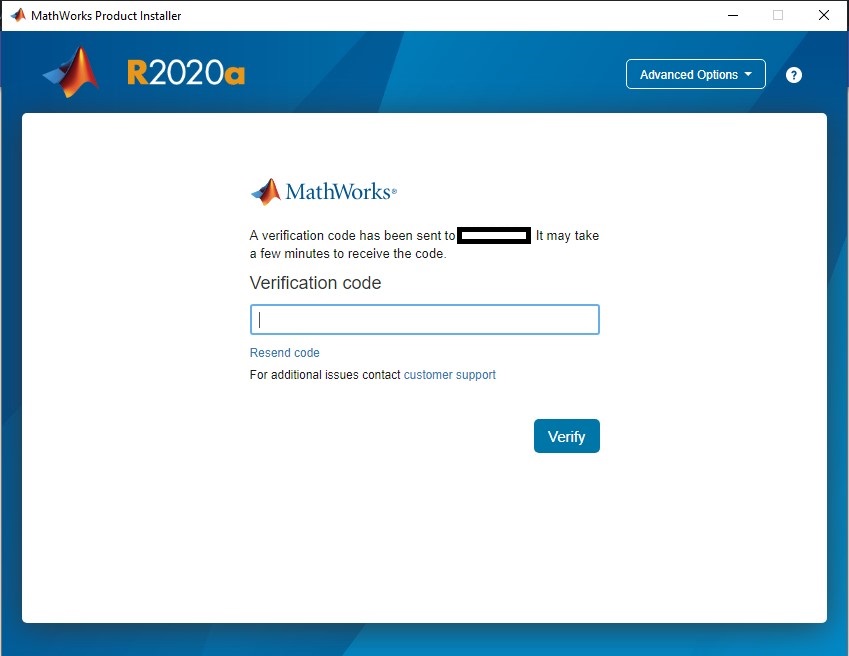 MathWorks Product Installer
R2020a
Advanced Options
?
MathWorks®
A verification code has been sent to It may take
a few minutes to receive the code.
Verification code
Resend code
For additional issues contact customer support
Verify